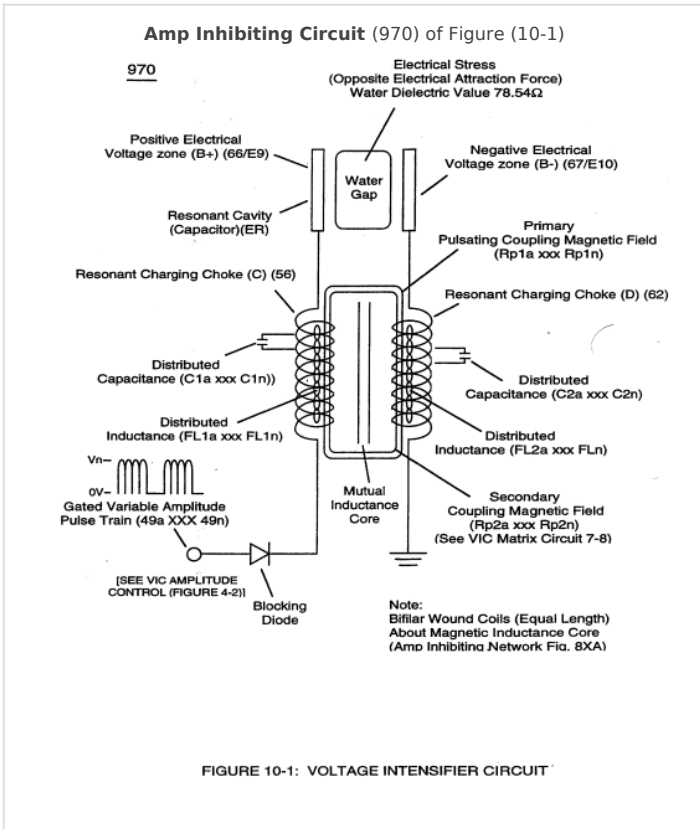 Amp Inhibiting Circuit (970) of Figure (10-1)
970
Electrical Stress
(Opposite Electrical Attraction Force)
Water Dielectric Value 78.54Ω
Positive Electrical
Voltage zone (B+) (66/E9)
Negative Electrical
Voltage zone (B-) (67/E10)
Water
Gap
Resonant Cavity
(Capacitor)(ER)
Primary
Pulsating Coupling Magnetic Field
(Rp1a xxx Rp1n)
Resonant Charging Choke (C) (56)
Resonant Charging Choke (D) (62)
Distributed
Capacitance (C1a xxx C1n))
Distributed
Capacitance (C2a xxx C2n)
Distributed
Inductance (FL1a xxx FL1n)
Distributed
Inductance (FL2a xxx FLn)
Vn–
0V–
Gated Variable Amplitude
Pulse Train (49a XXX 49n)
Mutual
Inductance
Core
Secondary
Coupling Magnetic Field
(Rp2a xxx Rp2n)
(See VIC Matrix Circuit 7-8)
[SEE VIC AMPLITUDE
CONTROL (FIGURE 4-2)]
Blocking
Diode
Note:
Bifilar Wound Coils (Equal Length)
About Magnetic Inductance Core
(Amp Inhibiting Network Fig. 8XA)
FIGURE 10-1: VOLTAGE INTENSIFIER CIRCUIT